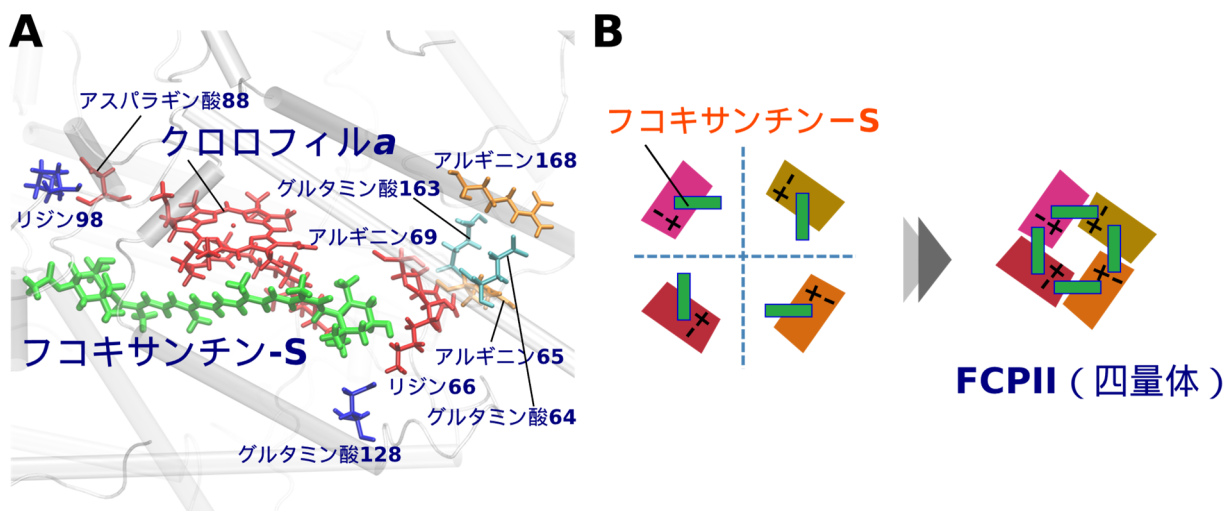 A
アスパラギン酸88
クロロフィルa
アルギニン168
グルタミン酸163
リジン98
アルギニン69
フコキサンチン-S
アルギニン65
リジン66
グルタミン酸64
グルタミン酸128
B
フコキサンチン－S
－+
+－
+－
+－
－+
+－
+－
+－
FCPII（四量体）